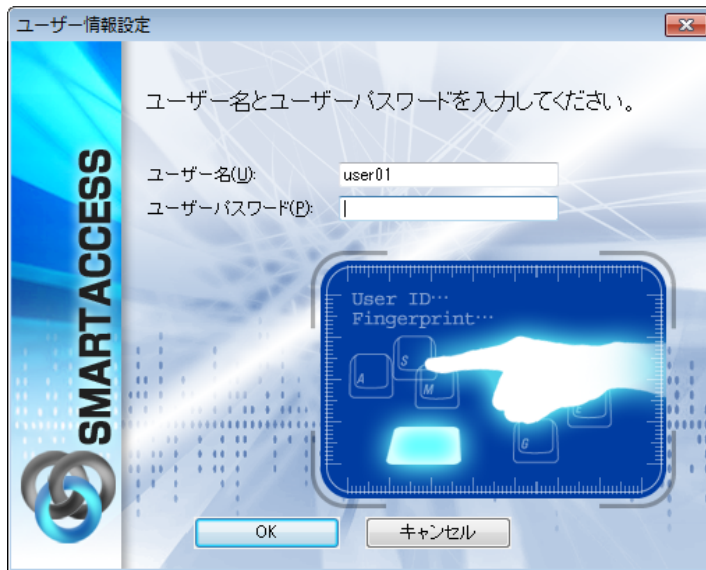 ユーザー情報設定
SMARTACCESS
ユーザー名とユーザーパスワードを入力してください。
ユーザー名(U):
user01
ユーザーパスワード(P):
User ID…
Fingerprint…
A
S
M
G
E
OK
キャンセル